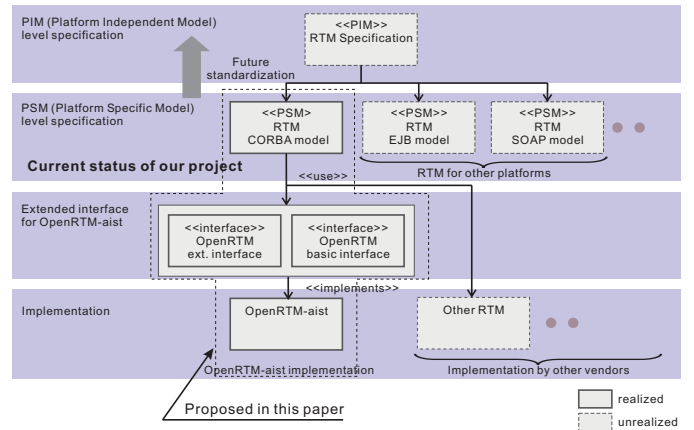 PIM (Platform Independent Model)
level specification
<<PIM>>
RTM Specification
Future
standardization
PSM (Platform Specific Model)
level specification
<<PSM>
RTM
CORBA model
<<PSM>>
RTM
EJB model
<<PSM>>
RTM
SOAP model
Current status of our project
RTM for other platforms
<<use>>
Extended interface
for OpenRTM-aist
<<interface>>
OpenRTM
ext. interface
<<interface>>
OpenRTM
basic interface
<<implements>>
Implementation
OpenRTM-aist
Other RTM
OpenRTM-aist implementation
Implementation by other vendors
Proposed in this paper
realized
unrealized